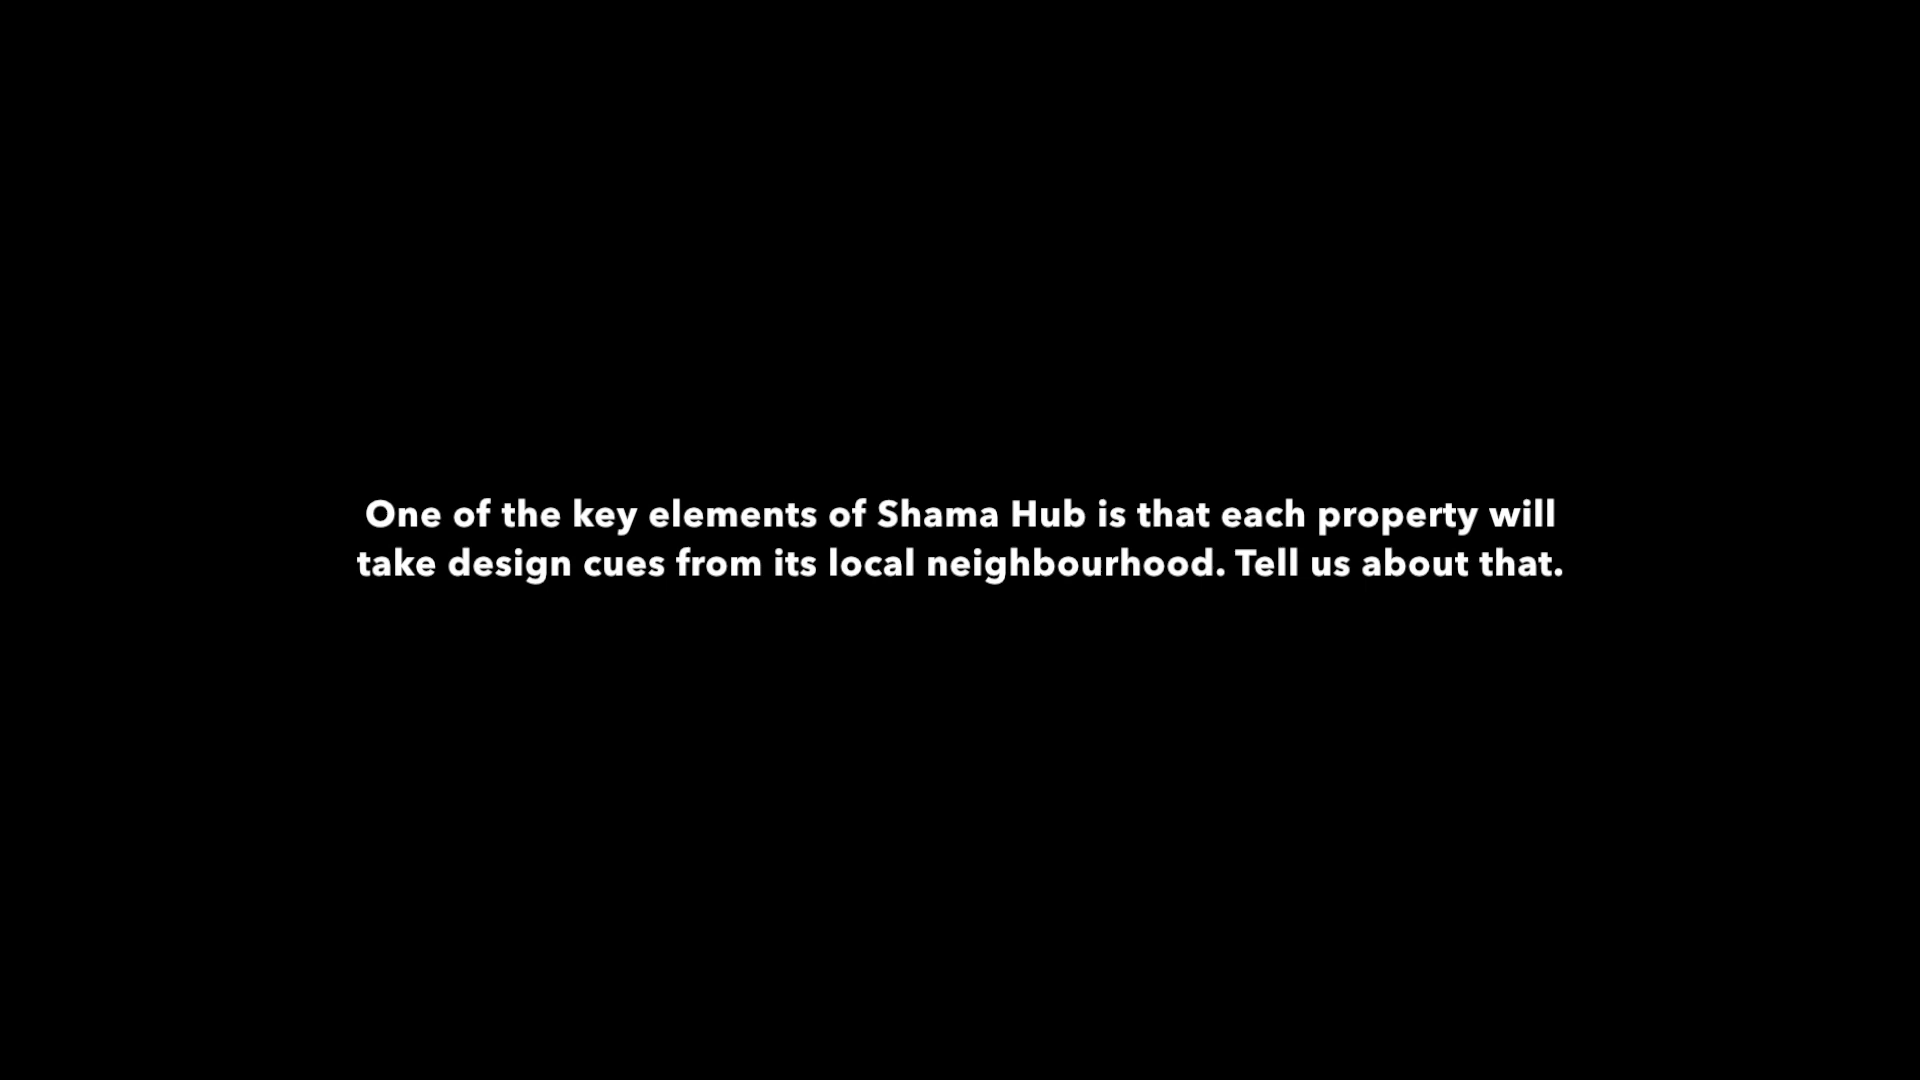 One of the key elements of Shama Hub is that each property will
take design cues from its local neighbourhood. Tell us about that.